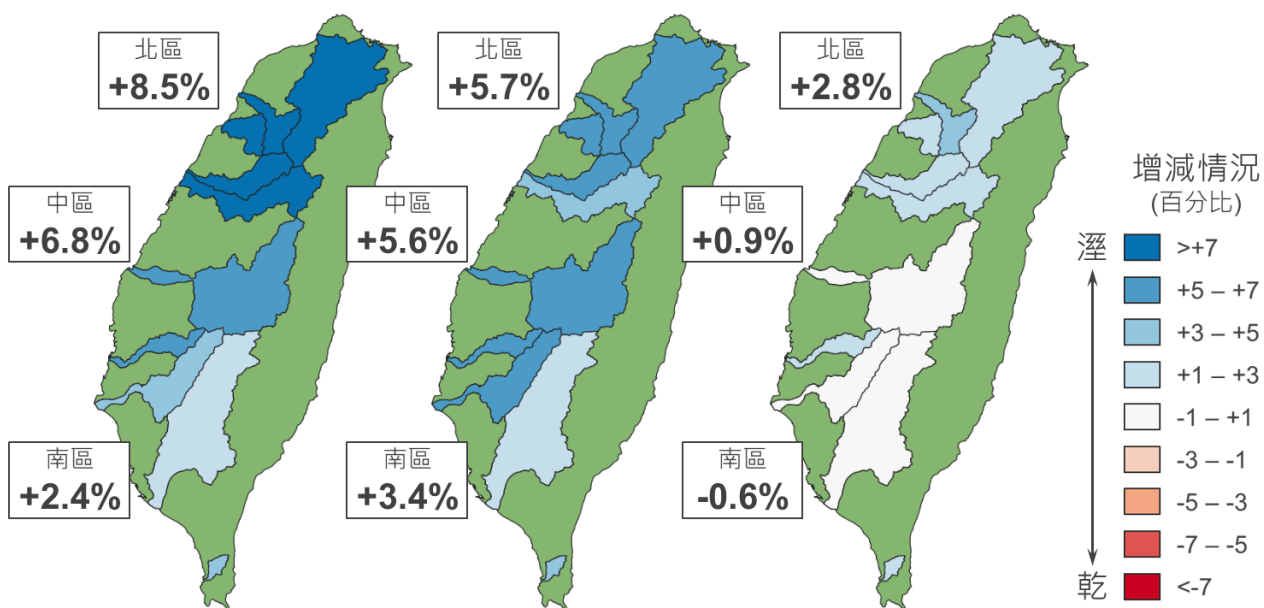 北區
+8.5%
北區
+5.7%
北區
+2.8%
中區
+6.8%
中區
+5.6%
中區
+0.9%
南區
+2.4%
南區
+3.4%
南區
-0.6%
增減情況
(百分比)
溼
>+7
+5 – +7
+3 – +5
+1 – +3
-1 – +1
-3 – -1
-5 – -3
-7 – -5
乾
<-7